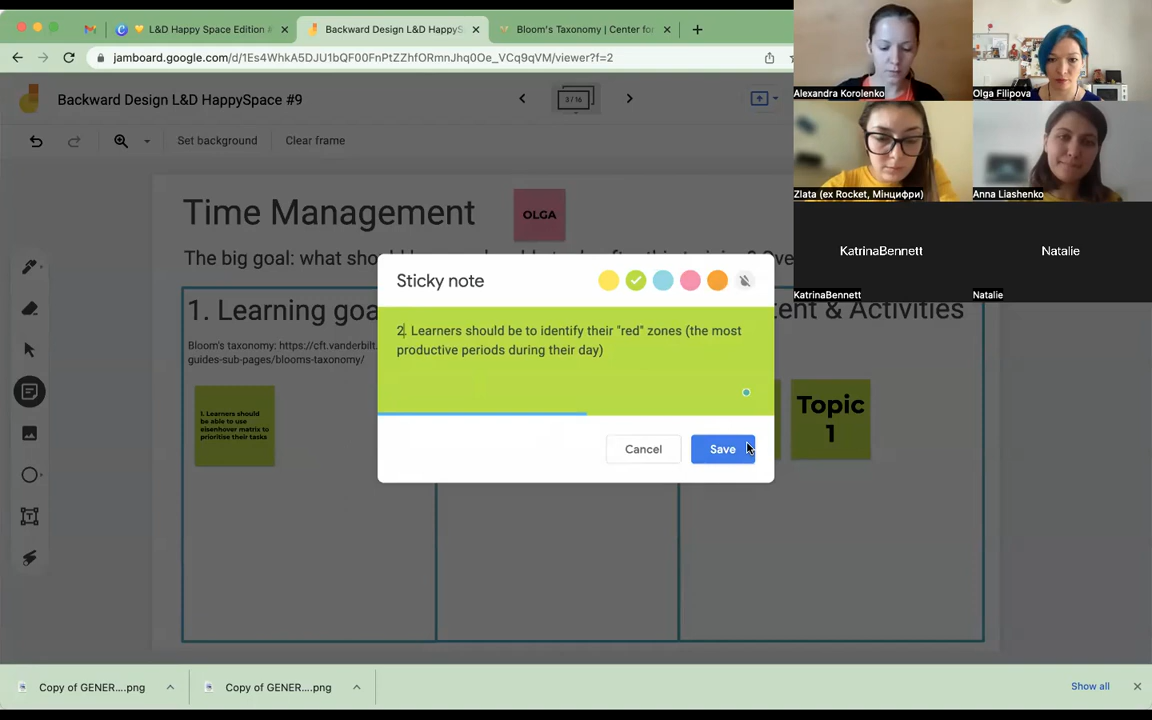 L&D Happy Space Edition #
Backward Design L&D HappyS
Bloom's Taxonomy | Center for
jamboard.google.com/d/1Es4WhkA5DJU1bQF00FnPtZZhfORmnJhq0Oe_VCq9qVM/viewer?f=2
Backward Design L&D HappySpace #9
3 / 16
Set background
Clear frame
Alexandra Korolenko
Olga Filipova
Zlata (ex Rocket, Мінцифри)
Anna Liashenko
KatrinaBennett
Natalie
KatrinaBennett
Natalie
Time Management
OLGA
The big goal: what sho
1. Learning goa
nt & Activities
Bloom's taxonomy: https://cft.vanderbilt.
guides-sub-pages/blooms-taxonomy/
1. Learners should
be able to use
eisenhover matrix to
prioritise their tasks
Topic
1
Sticky note
2. Learners should be to identify their "red" zones (the most
productive periods during their day)
Cancel
Save
Copy of GENER....png
Copy of GENER....png
Show all